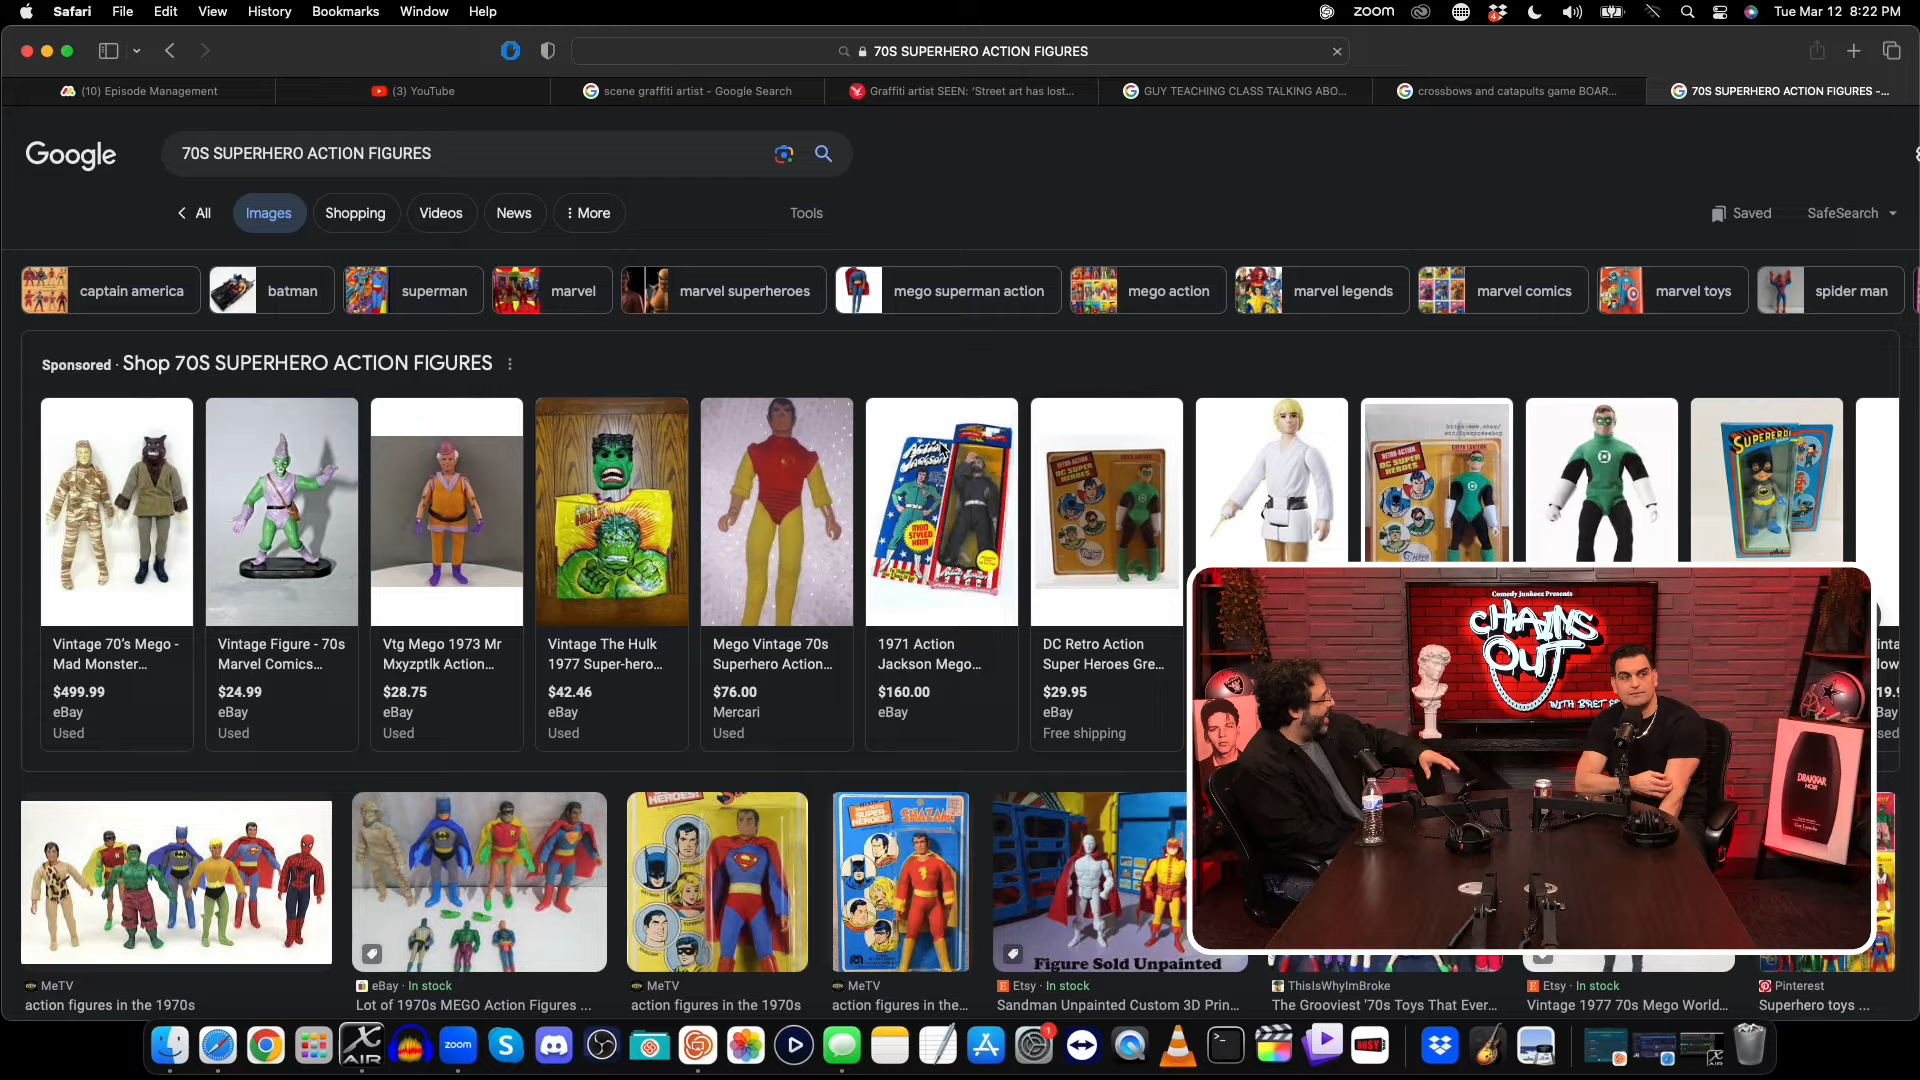 Safari File Edit View History Bookmarks Window Help
zoom
Tue Mar 12 8:22 PM
70S SUPERHERO ACTION FIGURES
(10) Episode Management
(3) YouTube
scene graffiti artist - Google Search
Graffiti artist SEEN: 'Street art has lost...
GUY TEACHING CLASS TALKING ABO...
crossbows and catapults game BOAR...
70S SUPERHERO ACTION FIGURES -...
Google
70S SUPERHERO ACTION FIGURES
All
Images
Shopping
Videos
News
More
Tools
Saved
SafeSearch
captain america
batman
superman
marvel
marvel superheroes
mego superman action
mego action
marvel legends
marvel comics
marvel toys
spider man
Sponsored · Shop 70S SUPERHERO ACTION FIGURES
Vintage 70's Mego -
Mad Monster...
$499.99
eBay
Used
Vintage Figure - 70s
Marvel Comics...
$24.99
eBay
Used
Vtg Mego 1973 Mr
Mxyzptlk Action...
$28.75
eBay
Used
Vintage The Hulk
1977 Super-hero...
$42.46
eBay
Used
Mego Vintage 70s
Superhero Action...
$76.00
Mercari
Used
1971 Action
Jackson Mego...
$160.00
eBay
DC Retro Action
Super Heroes Gre...
$29.95
eBay
Free shipping
Comedy Junkeez Presents
CHAINS
OUT
WITH BRET
DRAKKAR
NOIR
MeTV
action figures in the 1970s
eBay · In stock
Lot of 1970s MEGO Action Figures ...
MeTV
action figures in the 1970s
MeTV
action figures in the...
Figure Sold Unpainted
Etsy · In stock
Sandman Unpainted Custom 3D Prin...
ThisIsWhyImBroke
The Grooviest '70s Toys That Ever...
Etsy · In stock
Vintage 1977 70s Mego World...
Pinterest
Superhero toys ...
AIR
zoom
BUSY